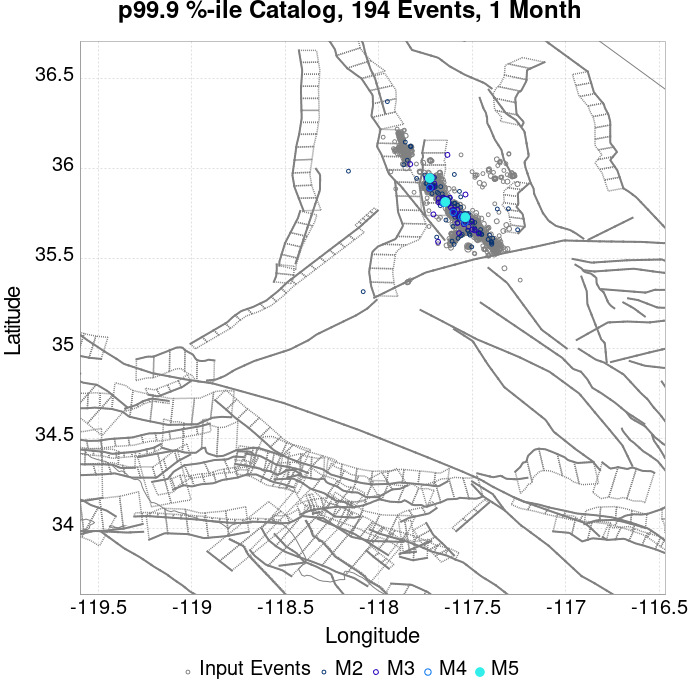 p99.9 %-ile Catalog, 194 Events, 1 Month
36.5
36
35.5
35
34.5
34
Latitude
-119.5 -119 -118.5 -118 -117.5 -117 -116.5
Longitude
Input Events M2 M3 M4 M5